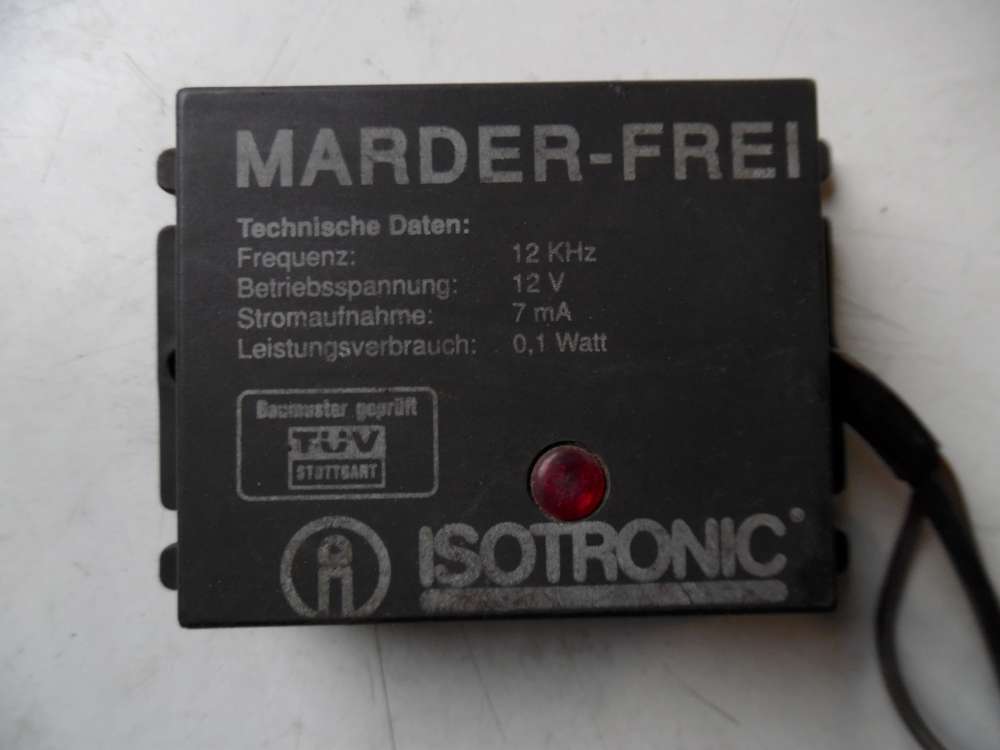 MARDER-FREI
Technische Daten:
Frequenz: 12 KHz
Betriebsspannung: 12 V
Stromaufnahme: 7 mA
Leistungsverbrauch: 0,1 Watt
Baumuster geprüft
TÜV
STUTTGART
ISOTRONIC